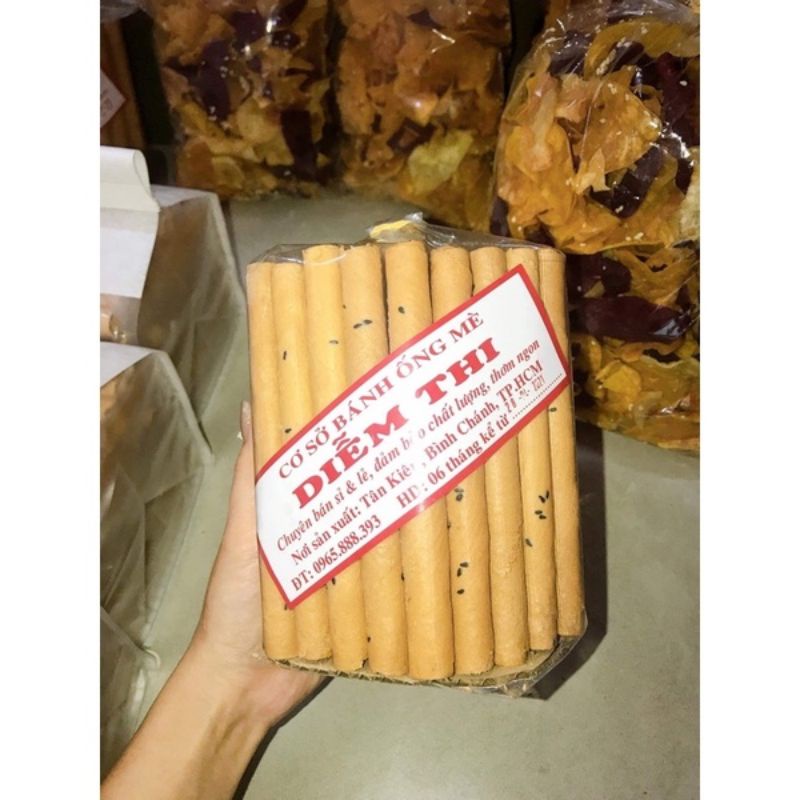 CƠ SỞ BÁNH ỐNG MÈ
DIỄM THI
Chuyên bán sỉ & lẻ, đảm bảo chất lượng, thơm ngon
Nơi sản xuất: Tân Kiên, Bình Chánh, TP.HCM
ĐT: 0965.888.393 HD: 06 tháng kể từ